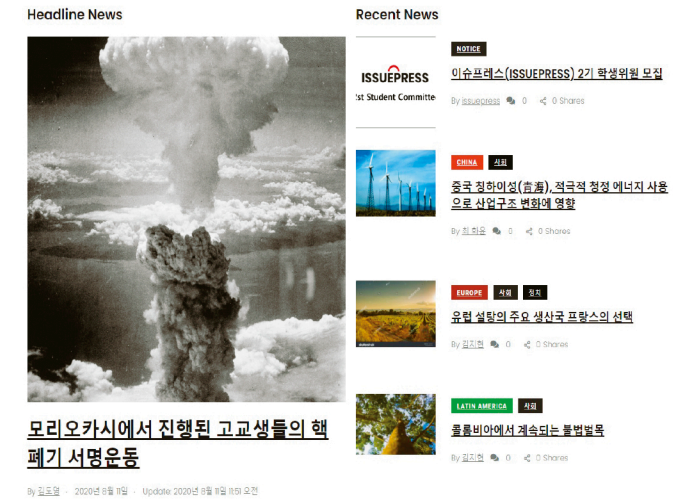 Headline News
모리오카시에서 진행된 고교생들의 핵
폐기 서명운동
By 김도영 · 2020년 8월 11일 · Update: 2020년 8월 11일 11:51 오전
Recent News
ISSUEPRESS
1st Student Committe
NOTICE
이슈프레스(ISSUEPRESS) 2기 학생위원 모집
By issuepress 0 0 Shares
CHINA 사회
중국 칭하이성(青海), 적극적 청정 에너지 사용
으로 산업구조 변화에 영향
By 최 희윤 0 0 Shares
EUROPE 사회 정치
유럽 설탕의 주요 생산국 프랑스의 선택
By 김지현 0 0 Shares
LATIN AMERICA 사회
콜롬비아에서 계속되는 불법벌목
By 김지현 0 0 Shares